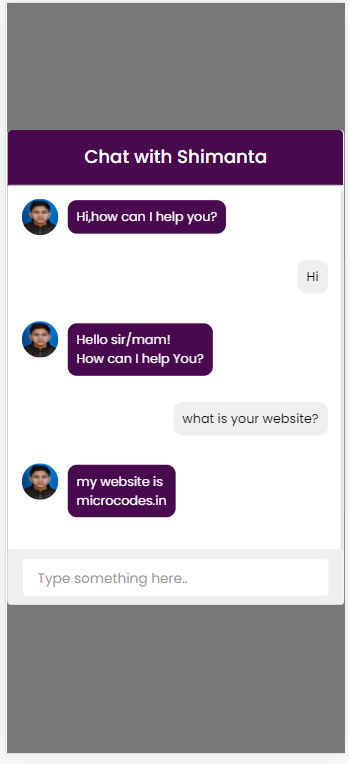 Chat with Shimanta
Hi,how can I help you?
Hi
Hello sir/mam!
How can I help You?
what is your website?
my website is
microcodes.in
Type something here..